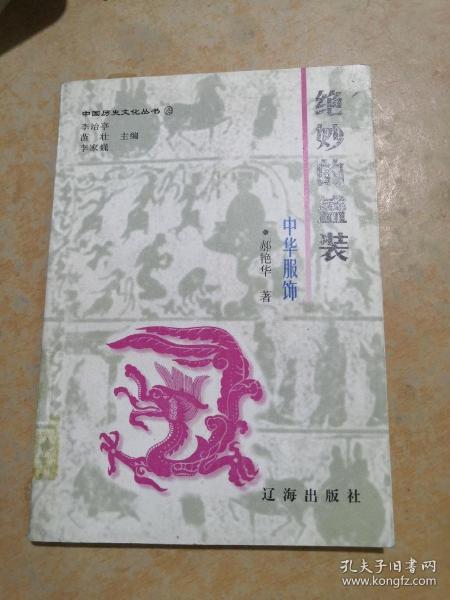 中国历史文化丛书
李治亭
苗壮 主编
李家巍
绝妙的盛装
中华服饰
·郝艳华 著
辽海出版社
孔夫子旧书网
www.kongfz.com